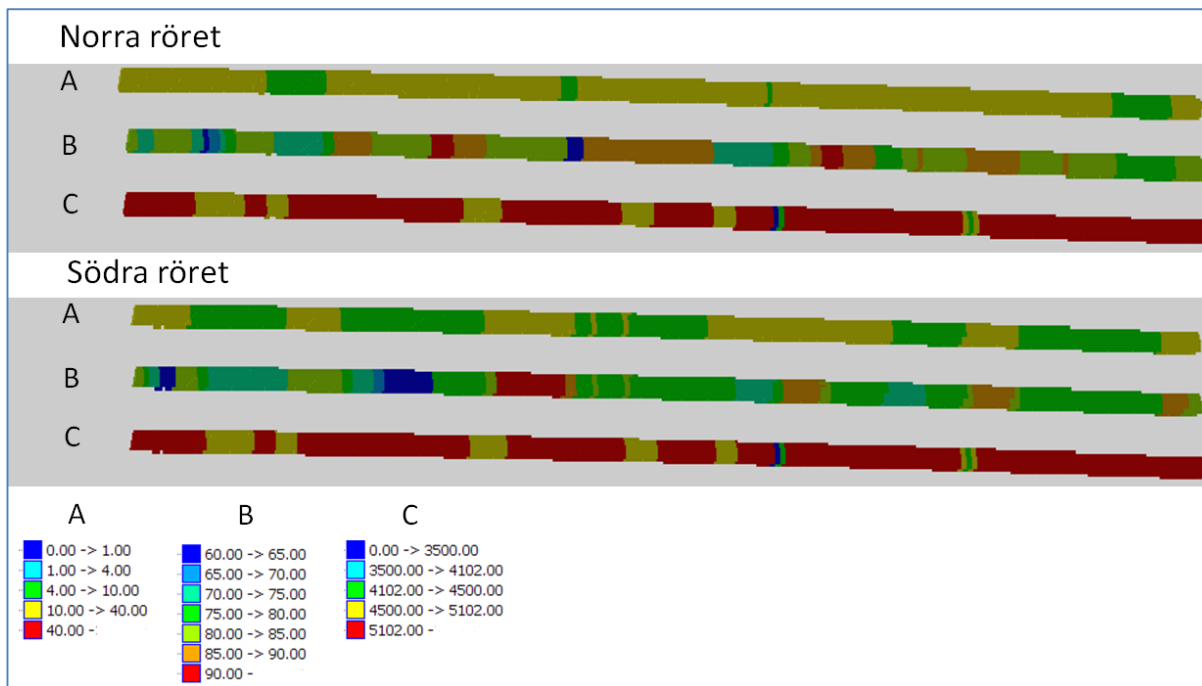 Norra röret
A
B
C
Södra röret
A
B
C
A B C
0.00 -> 1.00
1.00 -> 4.00
4.00 -> 10.00
10.00 -> 40.00
40.00 -
60.00 -> 65.00
65.00 -> 70.00
70.00 -> 75.00
75.00 -> 80.00
80.00 -> 85.00
85.00 -> 90.00
90.00 -
0.00 -> 3500.00
3500.00 -> 4102.00
4102.00 -> 4500.00
4500.00 -> 5102.00
5102.00 -